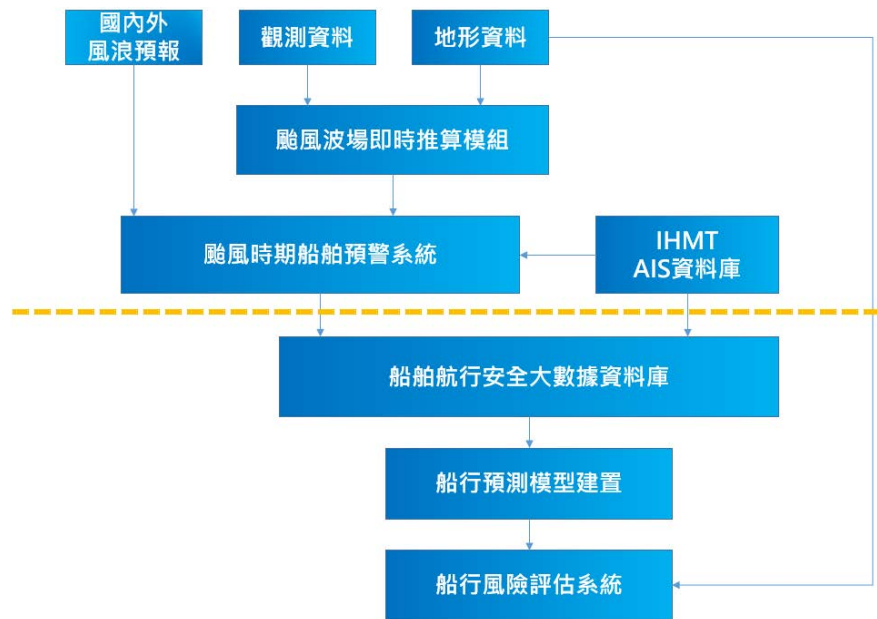 國內外
風浪預報
觀測資料
地形資料
颱風波場即時推算模組
颱風時期船舶預警系統
IHMT
AIS資料庫
船舶航行安全大數據資料庫
船行預測模型建置
船行風險評估系統